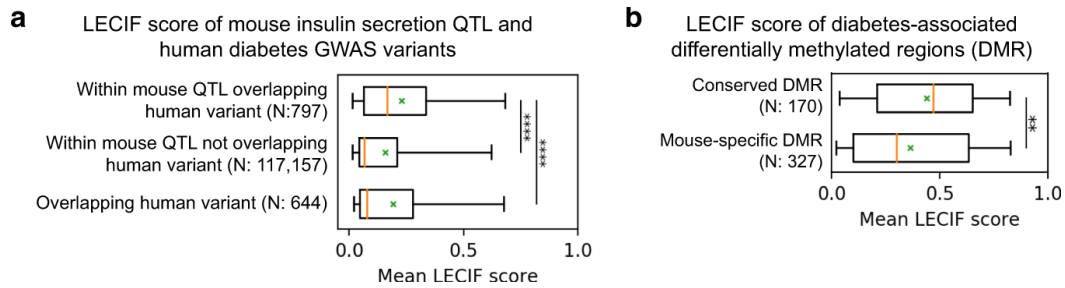 a
LECIF score of mouse insulin secretion QTL and
human diabetes GWAS variants
Within mouse QTL overlapping
human variant (N:797)
Within mouse QTL not overlapping
human variant (N: 117,157)
Overlapping human variant (N: 644)
****
****
0.0 0.5 1.0
Mean LECIF score
b
LECIF score of diabetes-associated
differentially methylated regions (DMR)
Conserved DMR
(N: 170)
Mouse-specific DMR
(N: 327)
**
0.0 0.5 1.0
Mean LECIF score